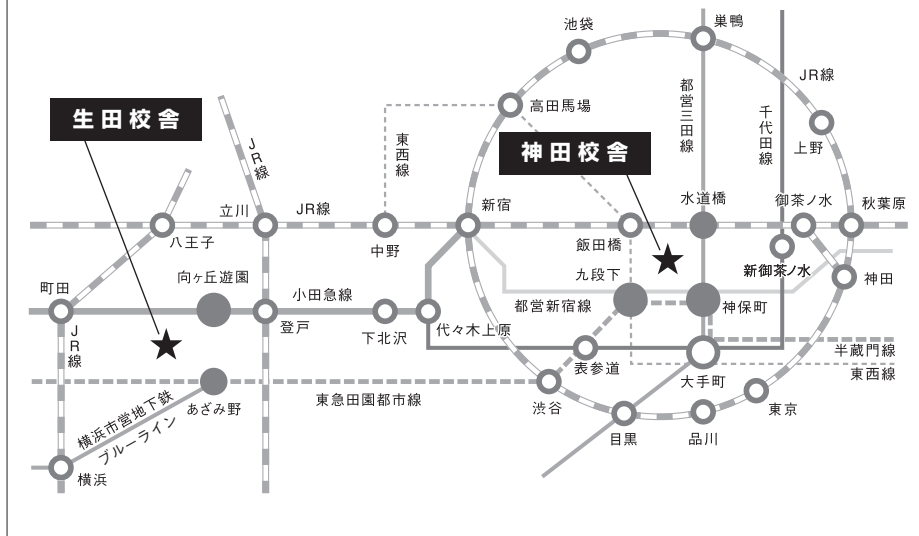 池袋
巣鴨
JR線
都営三田線
千代田線
高田馬場
上野
生田校舎
神田校舎
東西線
JR線
立川
JR線
新宿
水道橋
御茶ノ水
秋葉原
八王子
中野
飯田橋
新御茶ノ水
向ヶ丘遊園
九段下
神田
町田
小田急線
都営新宿線
神保町
登戸
下北沢
代々木上原
JR線
半蔵門線
表参道
大手町
東西線
東急田園都市線
渋谷
東京
あざみ野
目黒
品川
横浜市営地下鉄
ブルーライン
横浜